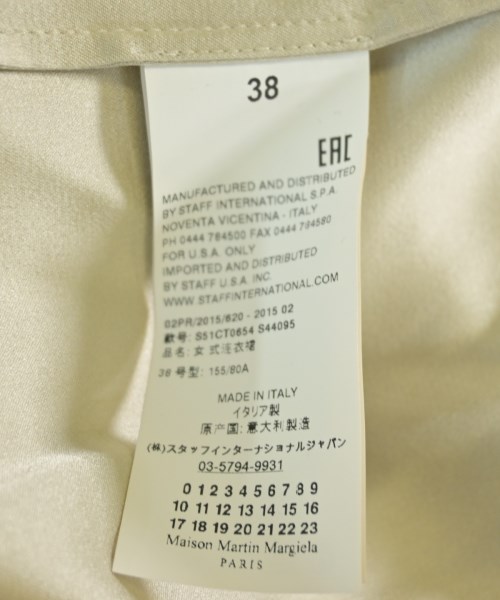 38
EAC
MANUFACTURED AND DISTRIBUTED
BY STAFF INTERNATIONAL S.P.A.
NOVENTA VICENTINA - ITALY
PH 0444 784500 FAX 0444 784580
FOR U.S.A. ONLY
IMPORTED AND DISTRIBUTED
BY STAFF U.S.A. INC.
WWW.STAFFINTERNATIONAL.COM
02PR/2015/620 - 2015 02
款号: S51CT0654 S44095
品名: 女 式连衣裙
38 号型: 155/80A
MADE IN ITALY
イタリア製
原产国: 意大利製造
(株)スタッフインターナショナルジャパン
03-5794-9931
0 1 2 3 4 5 6 7 8 9
10 11 12 13 14 15 16
17 18 19 20 21 22 23
Maison Martin Margiela
PARIS